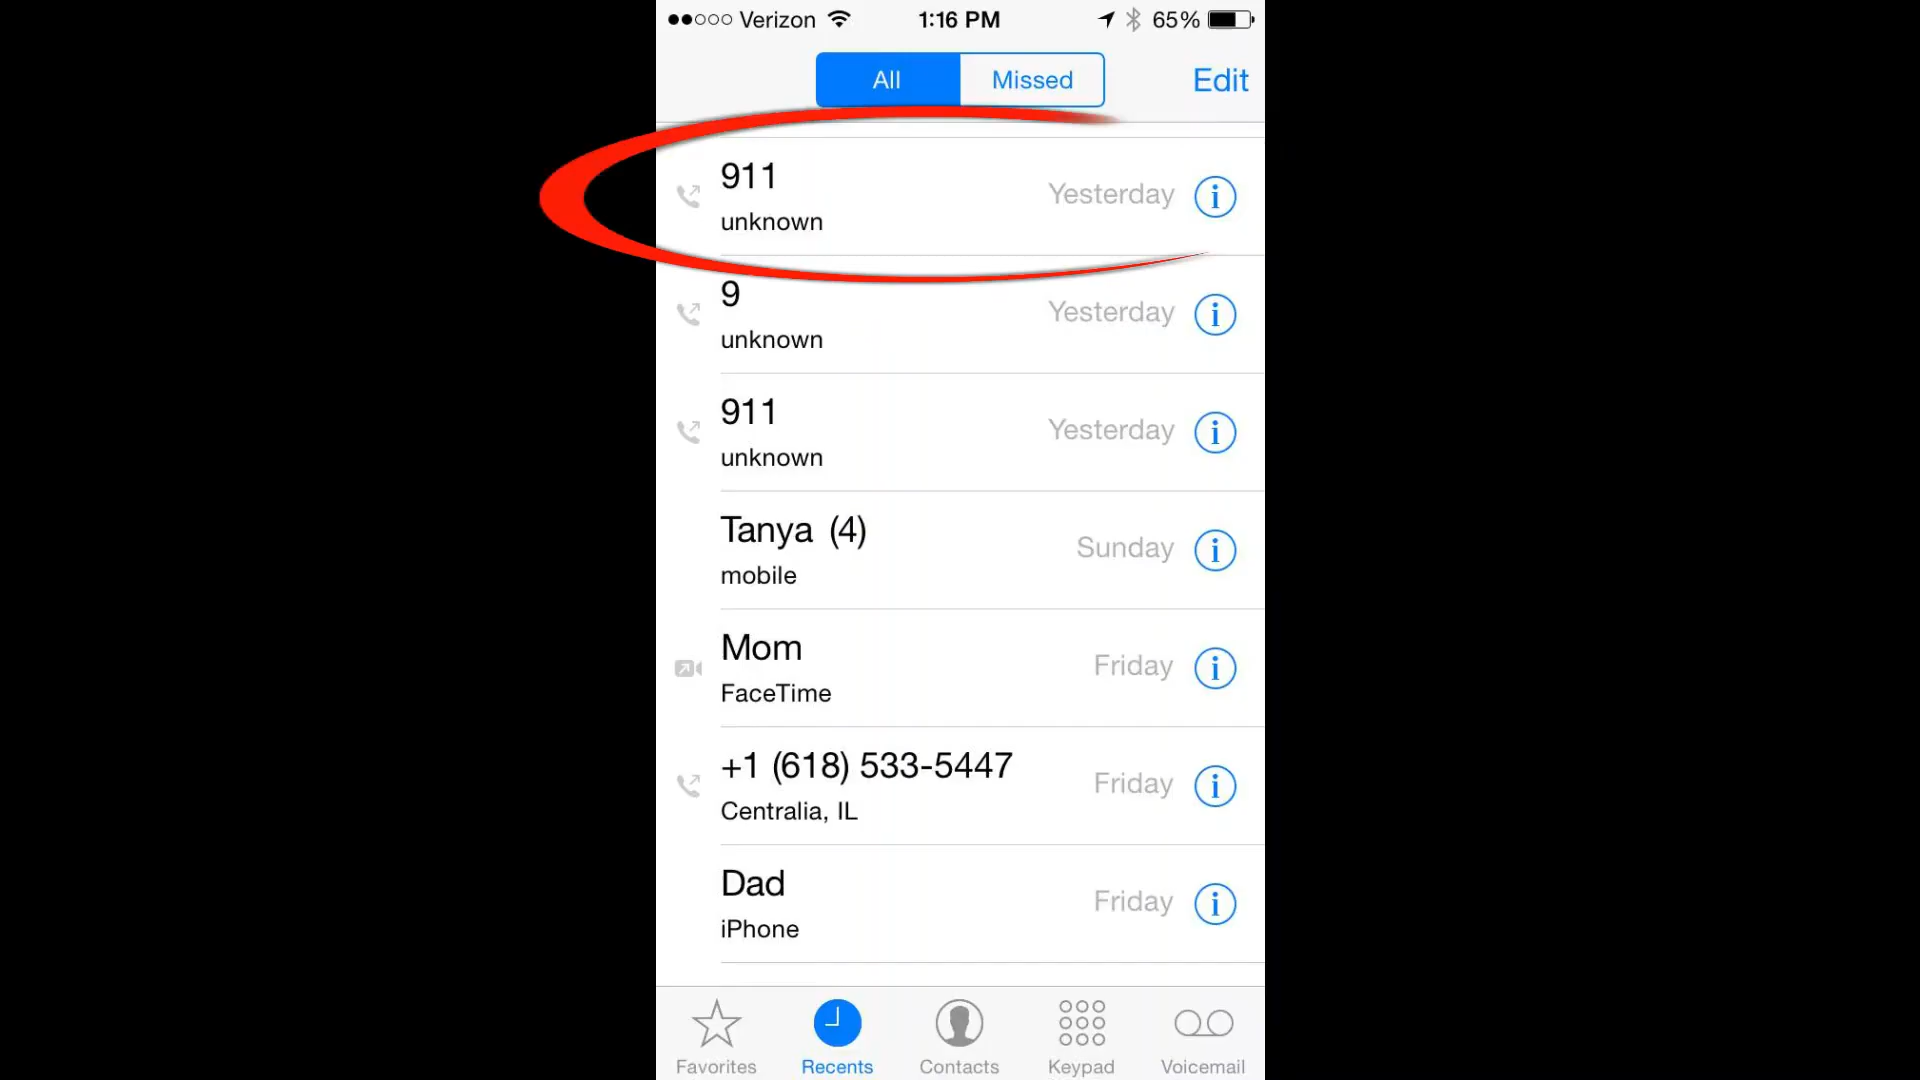 Verizon 1:16 PM 65%
All Missed Edit
911 Yesterday
unknown
9 Yesterday
unknown
911 Yesterday
unknown
Tanya (4) Sunday
mobile
Mom Friday
FaceTime
+1 (618) 533-5447 Friday
Centralia, IL
Dad Friday
iPhone
Favorites Recents Contacts Keypad Voicemail